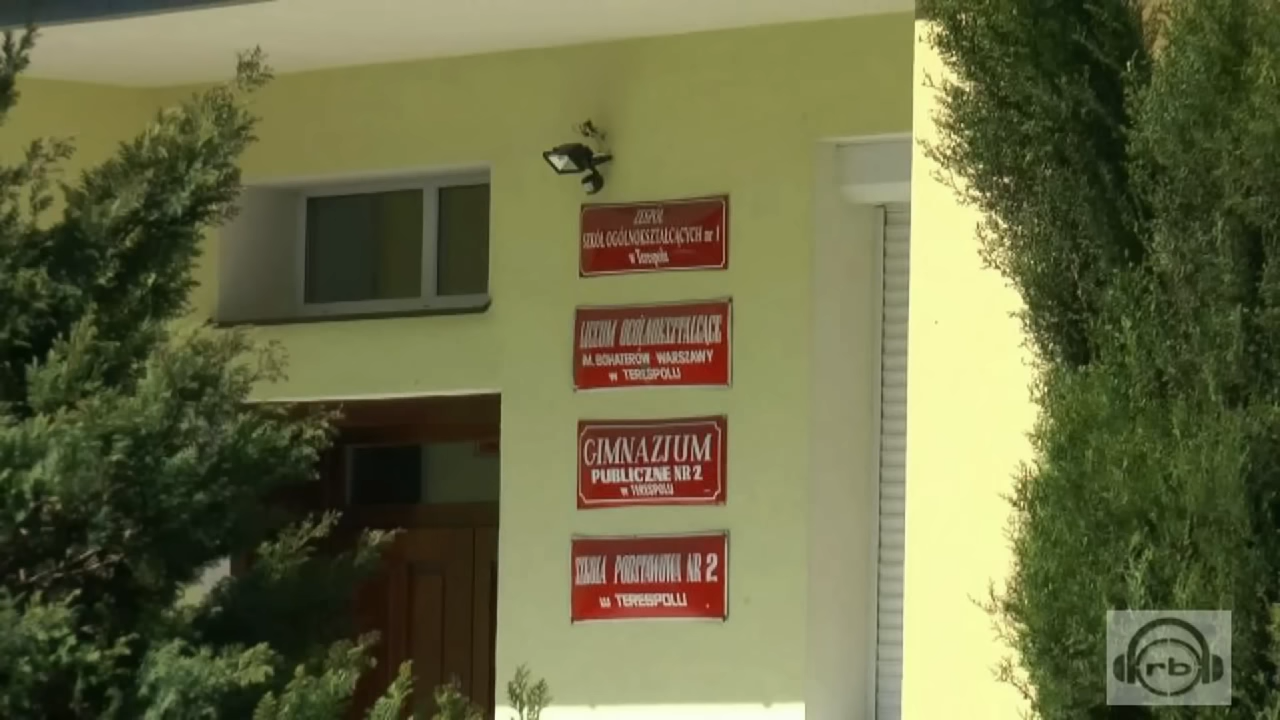 ZESPÓŁ
SZKÓŁ OGÓLNOKSZTAŁCĄCYCH nr 1
w Terespolu
LICEUM OGÓLNOKSZTAŁCĄCE
IM. BOHATERÓW WARSZAWY
W TERESPOLU
GIMNAZJUM
PUBLICZNE NR 2
W TERESPOLU
SZKOŁA PODSTAWOWA NR 2
W TERESPOLU
rb